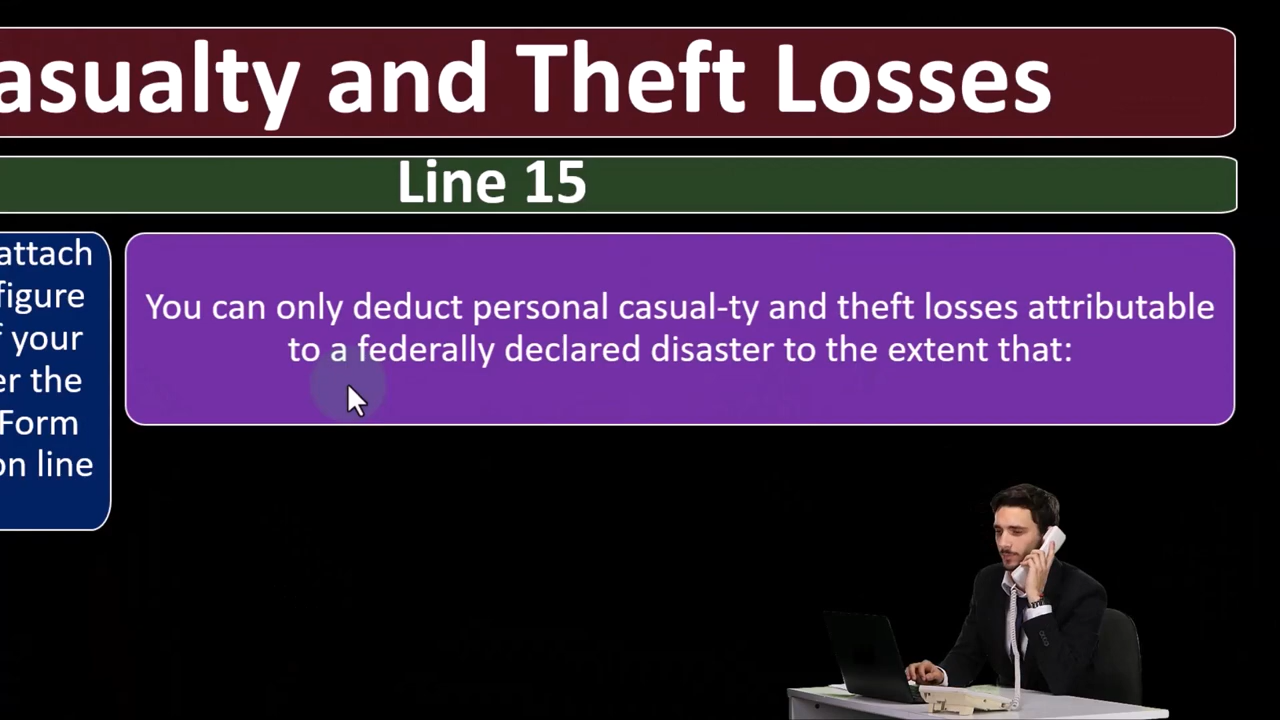 asualty and Theft Losses
Line 15
attach
figure
your
er the
Form
on line
You can only deduct personal casual-ty and theft losses attributable
to a federally declared disaster to the extent that: